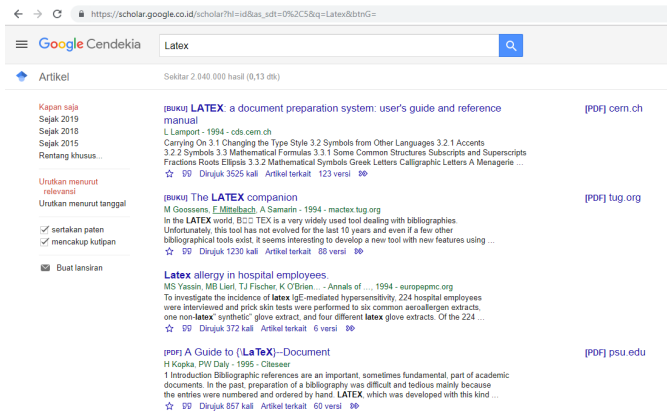 https://scholar.google.co.id/scholar?hl=id&as_sdt=0%2C5&q=Latex&btnG=
Google Cendekia
Latex
Artikel
Sekitar 2.040.000 hasil (0,13 dtk)
Kapan saja
Sejak 2019
Sejak 2018
Sejak 2015
Rentang khusus...
Urutkan menurut
relevansi
Urutkan menurut tanggal
sertakan paten
mencakup kutipan
Buat lansiran
[BUKU] LATEX: a document preparation system: user's guide and reference
manual
[PDF] cern.ch
L Lamport - 1994 - cds.cern.ch
Carrying On 3.1 Changing the Type Style 3.2 Symbols from Other Languages 3.2.1 Accents
3.2.2 Symbols 3.3 Mathematical Formulas 3.3.1 Some Common Structures Subscripts and Superscripts
Fractions Roots Ellipsis 3.3.2 Mathematical Symbols Greek Letters Calligraphic Letters A Menagerie ...
Dirujuk 3525 kali Artikel terkait 123 versi
[BUKU] The LATEX companion
[PDF] tug.org
M Goossens, F Mittelbach, A Samarin - 1994 - mactex.tug.org
In the LATEX world, B□□ TEX is a very widely used tool dealing with bibliographies.
Unfortunately, this tool has not evolved for the last 10 years and even if a few other
bibliographical tools exist, it seems interesting to develop a new tool with new features using ...
Dirujuk 1230 kali Artikel terkait 88 versi
Latex allergy in hospital employees.
MS Yassin, MB Lierl, TJ Fischer, K O'Brien... - Annals of ..., 1994 - europepmc.org
To investigate the incidence of latex IgE-mediated hypersensitivity, 224 hospital employees
were interviewed and prick skin tests were performed to six common aeroallergen extracts,
one non-latex" synthetic" glove extract, and four different latex glove extracts. Of the 224 ...
Dirujuk 372 kali Artikel terkait 6 versi
[PDF] A Guide to {\LaTeX}--Document
[PDF] psu.edu
H Kopka, PW Daly - 1995 - Citeseer
1 Introduction Bibliographic references are an important, sometimes fundamental, part of academic
documents. In the past, preparation of a bibliography was difficult and tedious mainly because
the entries were numbered and ordered by hand. LATEX, which was developed with this kind ...
Dirujuk 857 kali Artikel terkait 60 versi